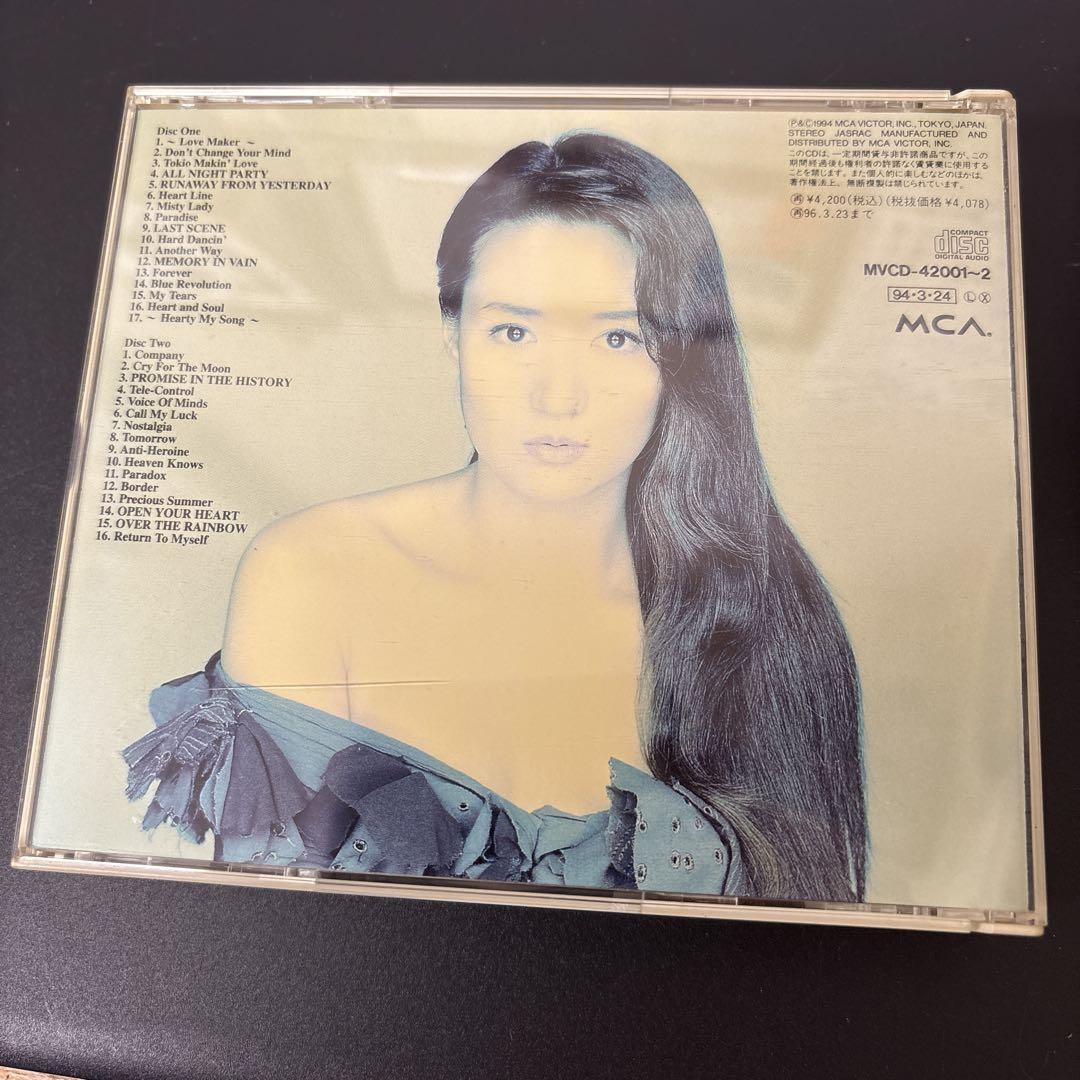 Disc One
1. ~ Love Maker ~
2. Don't Change Your Mind
3. Tokio Makin' Love
4. ALL NIGHT PARTY
5. RUNAWAY FROM YESTERDAY
6. Heart Line
7. Misty Lady
8. Paradise
9. LAST SCENE
10. Hard Dancin'
11. Another Way
12. MEMORY IN VAIN
13. Forever
14. Blue Revolution
15. My Tears
16. Heart and Soul
17. ~ Hearty My Song ~
Disc Two
1. Company
2. Cry For The Moon
3. PROMISE IN THE HISTORY
4. Tele-Control
5. Voice Of Minds
6. Call My Luck
7. Nostalgia
8. Tomorrow
9. Anti-Heroine
10. Heaven Knows
11. Paradox
12. Border
13. Precious Summer
14. OPEN YOUR HEART
15. OVER THE RAINBOW
16. Return To Myself
Ⓟ&Ⓒ1994 MCA VICTOR, INC., TOKYO, JAPAN.
STEREO JASRAC MANUFACTURED AND
DISTRIBUTED BY MCA VICTOR, INC.
このCDは、一定期間貸与非許諾商品ですが、この
期間経過後も権利者の許諾なく賃貸業に使用する
ことを禁じます。また個人的に楽しむなどのほかは、
著作権法上、無断複製は禁じられています。
㊢¥4,200(税込)(税抜価格¥4,078)
㊢96.3.23まで
COMPACT
disc
DIGITAL AUDIO
MVCD-42001~2
94・3・24 Ⓛ Ⓧ
MCA®